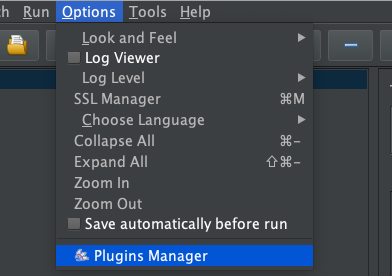 ch Run Options Tools Help
Look and Feel
Log Viewer
Log Level
SSL Manager ⌘M
Choose Language
Collapse All ⌘-
Expand All ⇧⌘-
Zoom In
Zoom Out
Save automatically before run
Plugins Manager